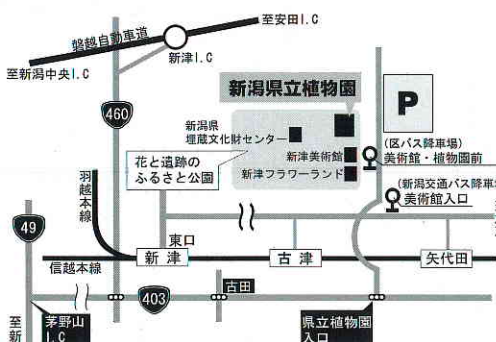 至安田I.C
磐越自動車道
新津I.C
至新潟中央I.C
新潟県立植物園
P
460
新潟県
埋蔵文化財センター
(区バス降車場)
美術館・植物園前
新津美術館
花と遺跡の
ふるさと公園
新津フラワーランド
(新潟交通バス降車場
美術館入口
羽越本線
49
東口
信越本線
新津
古津
矢代田
古田
403
茅野山
I.C
県立植物園
入口
至新